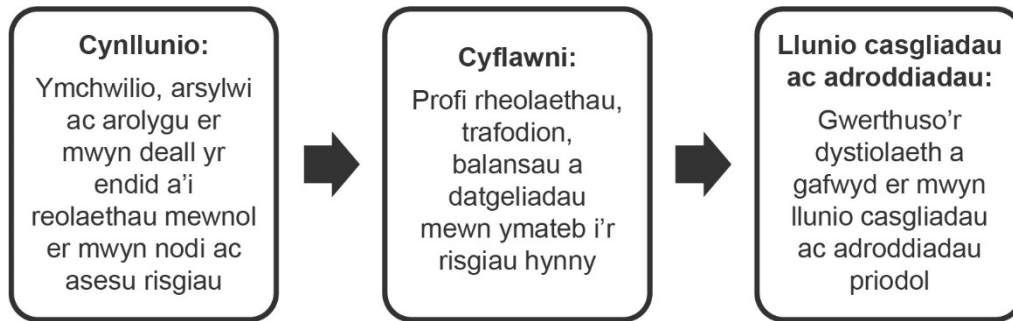 Cynllunio:
Ymchwilio, arsylwi
ac arolygu er
mwyn deall yr
endid a'i
reolaethau mewnol
er mwyn nodi ac
asesu risgiau
Cyflawni:
Profi rheolaethau,
trafodion,
balansau a
datgeliadau
mewn ymateb i'r
risgiau hynny
Llunio casgliadau
ac adroddiadau:
Gwerthuso'r
dystiolaeth a
gafwyd er mwyn
llunio casgliadau
ac adroddiadau
priodol